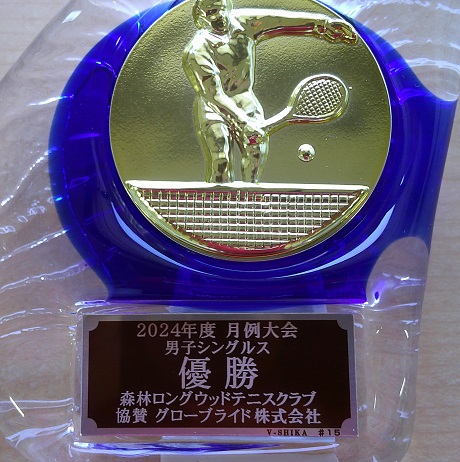 2024年度 月例大会
男子シングルス
優勝
森林ロングウッドテニスクラブ
協賛 グローブライド株式会社
V-SHIKA #15